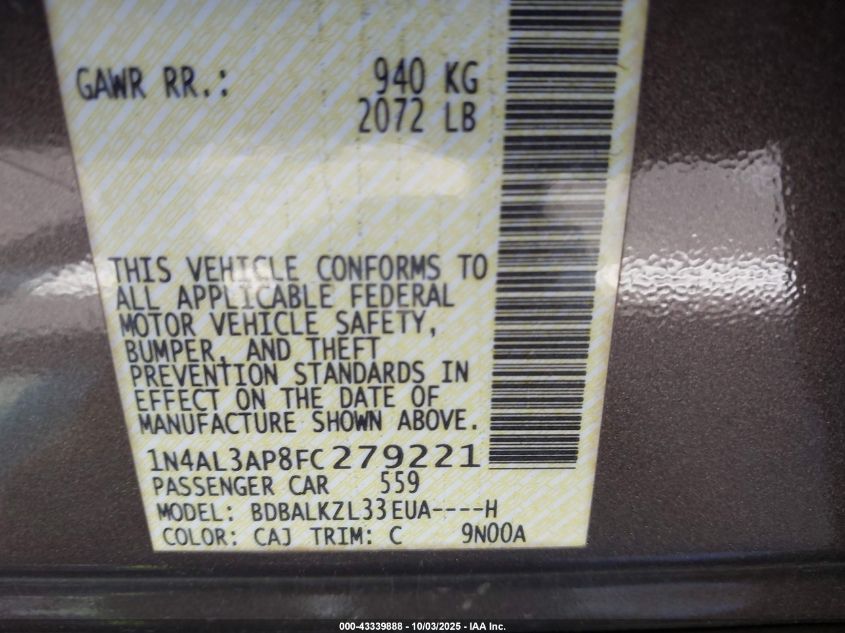 GAWR RR.: 940 KG
2072 LB
THIS VEHICLE CONFORMS TO
ALL APPLICABLE FEDERAL
MOTOR VEHICLE SAFETY,
BUMPER, AND THEFT
PREVENTION STANDARDS IN
EFFECT ON THE DATE OF
MANUFACTURE SHOWN ABOVE.
1N4AL3AP8FC279221
PASSENGER CAR 559
MODEL: BDBALKZL33EUA----H
COLOR: CAJ TRIM: C 9N00A
000-43339888 - 10/03/2025 - IAA Inc.